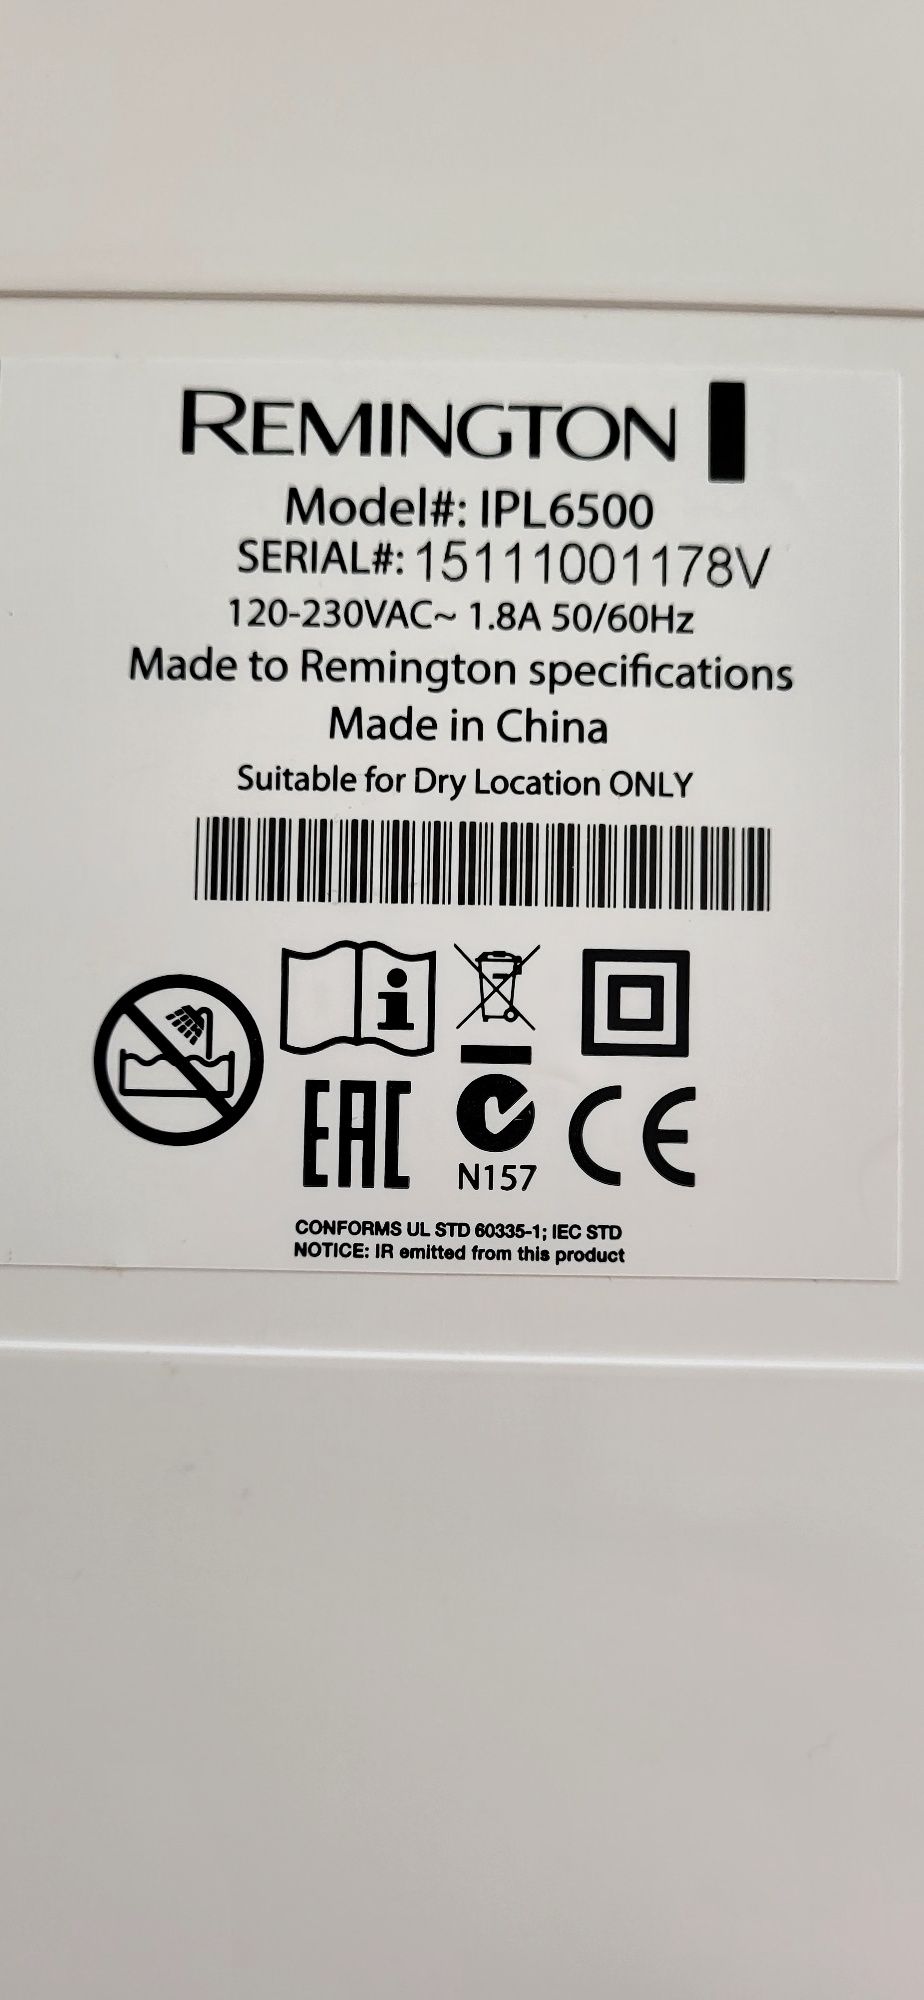 REMINGTON
Model#: IPL6500
SERIAL#: 15111001178V
120-230VAC~ 1.8A 50/60Hz
Made to Remington specifications
Made in China
Suitable for Dry Location ONLY
EAC
N157
CE
CONFORMS UL STD 60335-1; IEC STD
NOTICE: IR emitted from this product